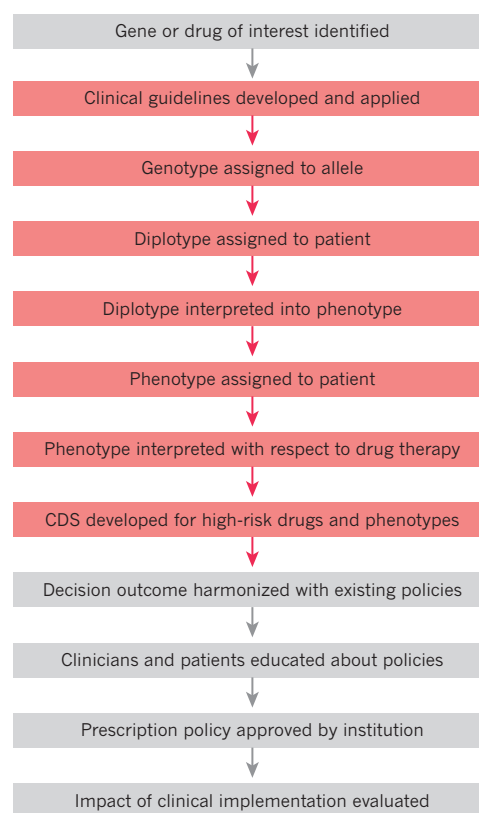 Gene or drug of interest identified
Clinical guidelines developed and applied
Genotype assigned to allele
Diplotype assigned to patient
Diplotype interpreted into phenotype
Phenotype assigned to patient
Phenotype interpreted with respect to drug therapy
CDS developed for high-risk drugs and phenotypes
Decision outcome harmonized with existing policies
Clinicians and patients educated about policies
Prescription policy approved by institution
Impact of clinical implementation evaluated